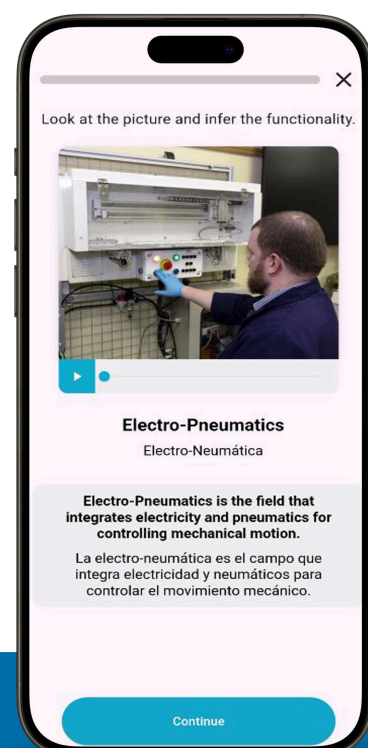 Look at the picture and infer the functionality.
Electro-Pneumatics
Electro-Neumática
Electro-Pneumatics is the field that
integrates electricity and pneumatics for
controlling mechanical motion.
La electro-neumática es el campo que
integra electricidad y neumáticos para
controlar el movimiento mecánico.
Continue